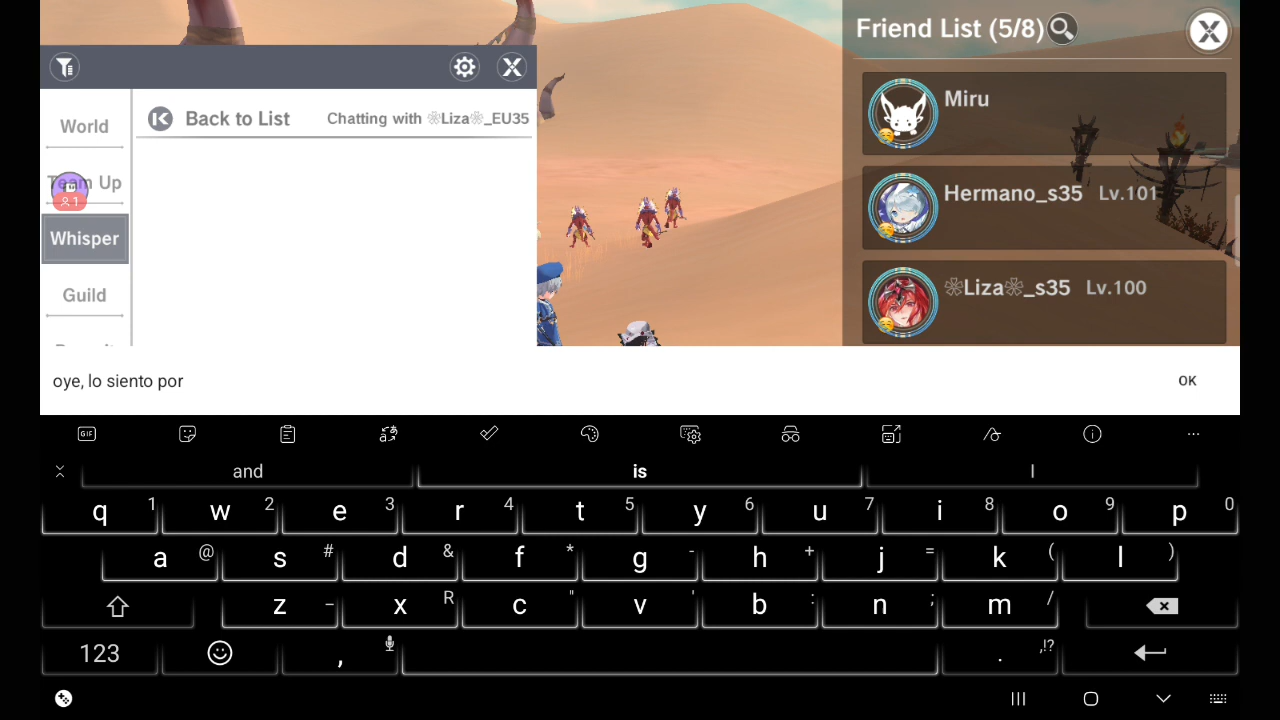 Friend List (5/8)
Miru
Hermano_s35 Lv.101
❀Liza❀_s35 Lv.100
World
Team Up
1
Whisper
Guild
Back to List
Chatting with ❀Liza❀_EU35
oye, lo siento por
OK
GIF
and
is
I
q 1 w 2 e 3 r 4 t 5 y 6 u 7 i 8 o 9 p 0
a @ s # d & f * g - h + j = k ( l )
z _ x R c " v ' b : n ; m /
123 , . ,!?